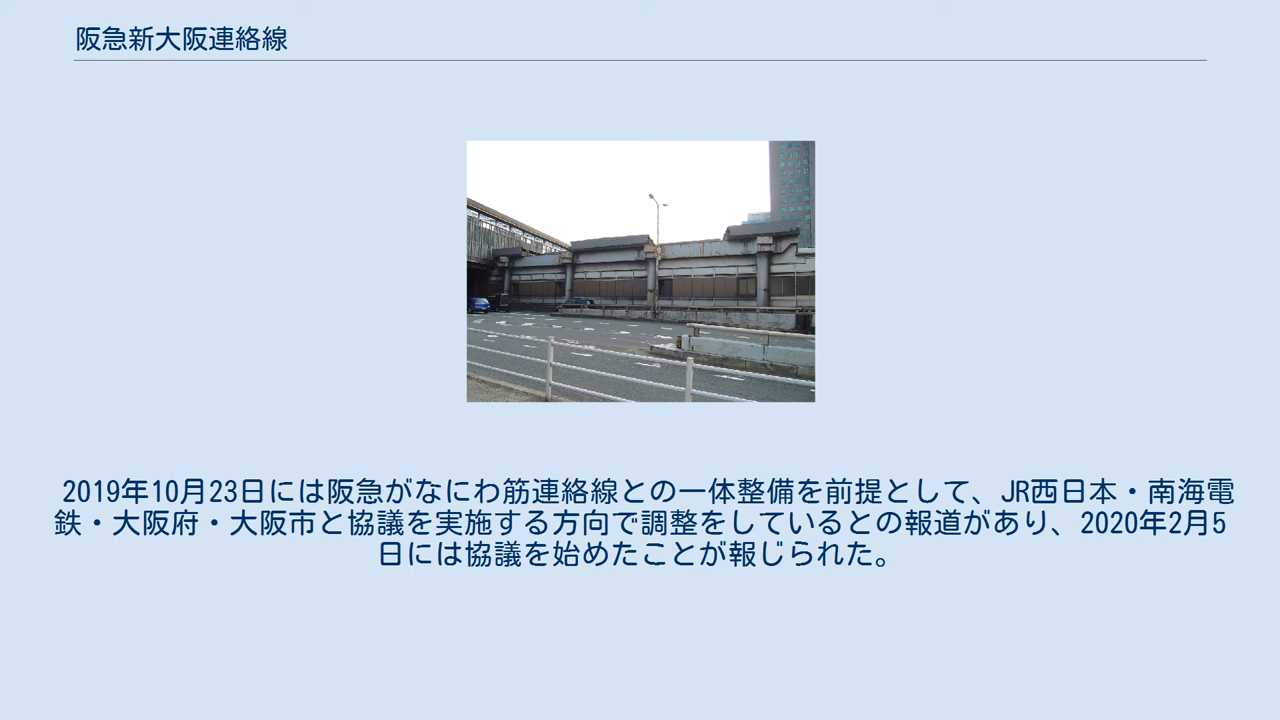 阪急新大阪連絡線
2019年10月23日には阪急がなにわ筋連絡線との一体整備を前提として、JR西日本・南海電
鉄・大阪府・大阪市と協議を実施する方向で調整をしているとの報道があり、2020年2月5
日には協議を始めたことが報じられた。